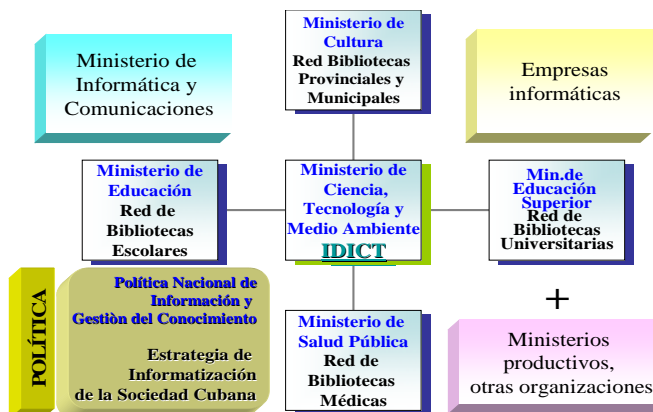 Ministerio de
Informática y
Comunicaciones
Ministerio de
Cultura
Red Bibliotecas
Provinciales y
Municipales
Empresas
informáticas
Ministerio de
Educación
Red de
Bibliotecas
Escolares
Ministerio de
Ciencia,
Tecnología y
Medio Ambiente
IDICT
Min.de
Educación
Superior
Red de
Bibliotecas
Universitarias
POLÍTICA
Política Nacional de
Información y
Gestiòn del Conocimiento
Estrategia de
Informatización
de la Sociedad Cubana
Ministerio de
Salud Pública
Red de
Bibliotecas
Médicas
+
Ministerios
productivos,
otras organizaciones